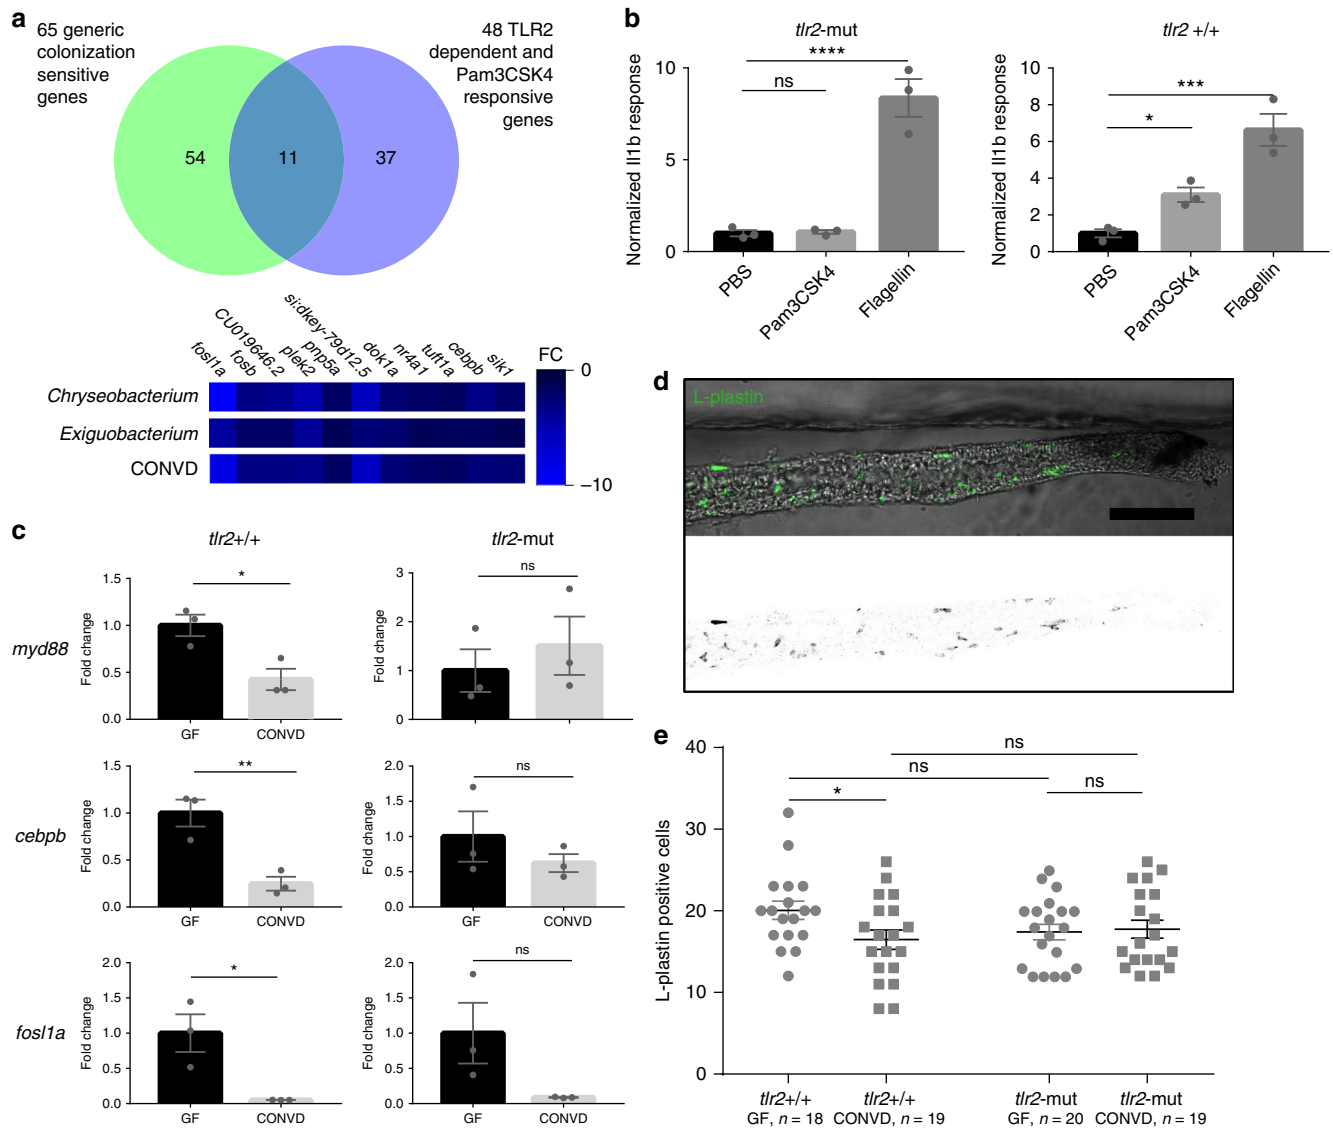 a
65 generic
colonization
sensitive
genes
48 TLR2
dependent and
Pam3CSK4
responsive
genes
54
11
37
fosl1a
fosb
CU019646.2
plek2
pnp5a
si:dkey-79d12.5
dok1a
nr4a1
tuft1a
cebpb
sik1
FC
0
−10
Chryseobacterium
Exiguobacterium
CONVD
b
tlr2-mut
Normalized Il1b response
10
5
0
ns
****
PBS
Pam3CSK4
Flagellin
tlr2 +/+
Normalized Il1b response
10
8
6
4
2
0
*
***
PBS
Pam3CSK4
Flagellin
c
tlr2+/+
tlr2-mut
myd88
Fold change
1.5
1.0
0.5
0.0
*
GF
CONVD
Fold change
3
2
1
0
ns
cebpb
Fold change
1.5
1.0
0.5
0.0
**
GF
CONVD
Fold change
2.0
1.5
1.0
0.5
0.0
ns
GF
CONVD
fosl1a
Fold change
2.0
1.5
1.0
0.5
0.0
*
GF
CONVD
Fold change
2.0
1.5
1.0
0.5
0.0
ns
GF
CONVD
d
L-plastin
e
L-plastin positive cells
40
30
20
10
0
ns
ns
*
ns
tlr2+/+
GF, n = 18
tlr2+/+
CONVD, n = 19
tlr2-mut
GF, n = 20
tlr2-mut
CONVD, n = 19